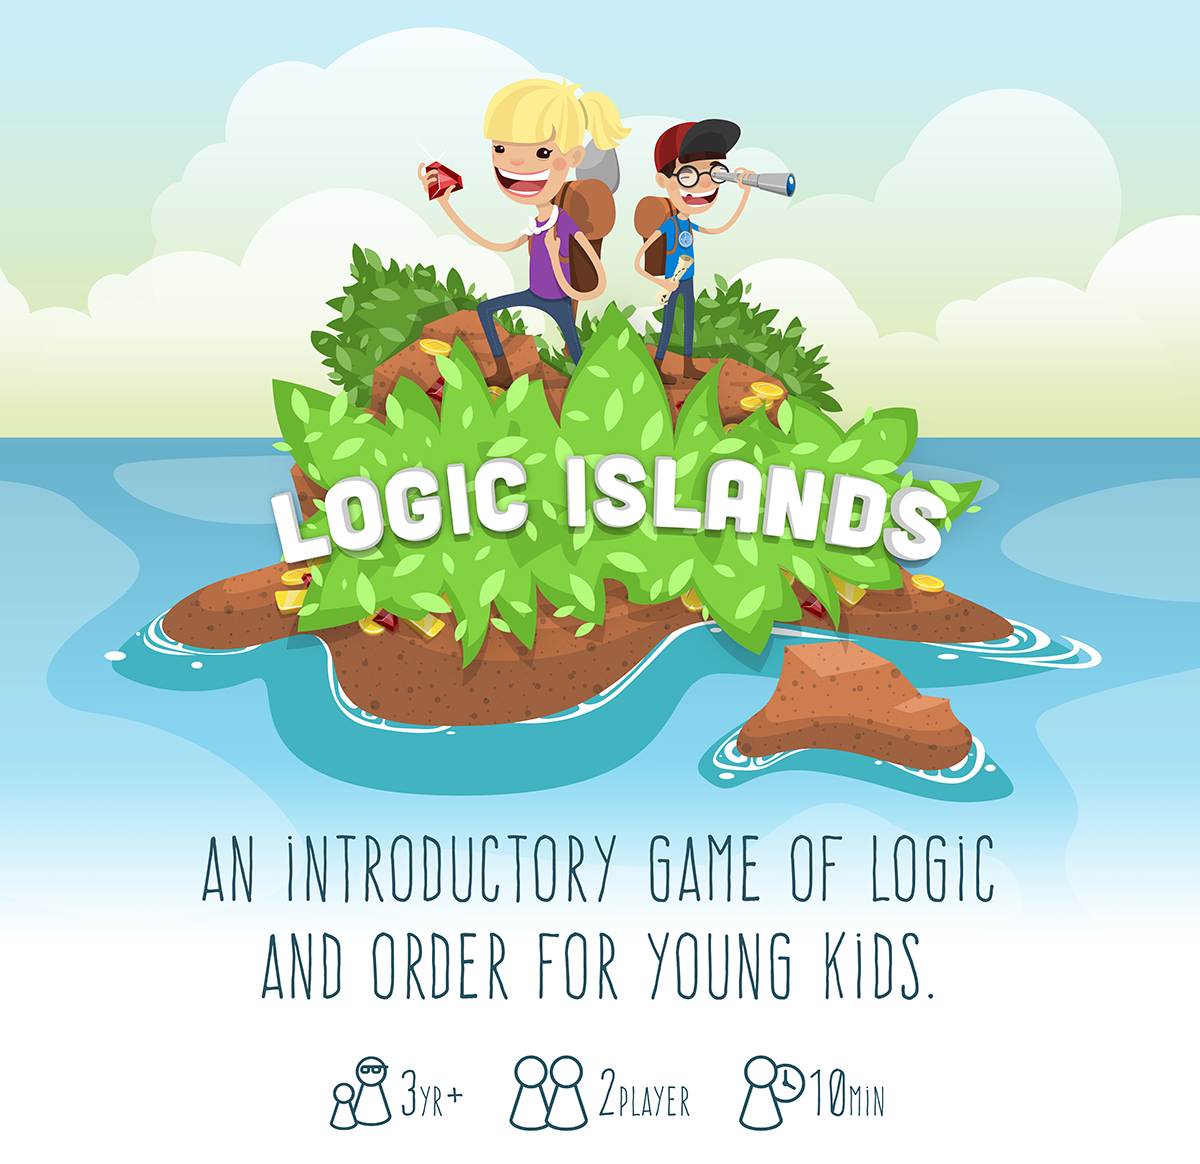 LOGIC ISLANDS
AN INTRODUCTORY GAME OF LOGIC
AND ORDER FOR YOUNG KIDS.
3YR+ 2PLAYER 10MIN